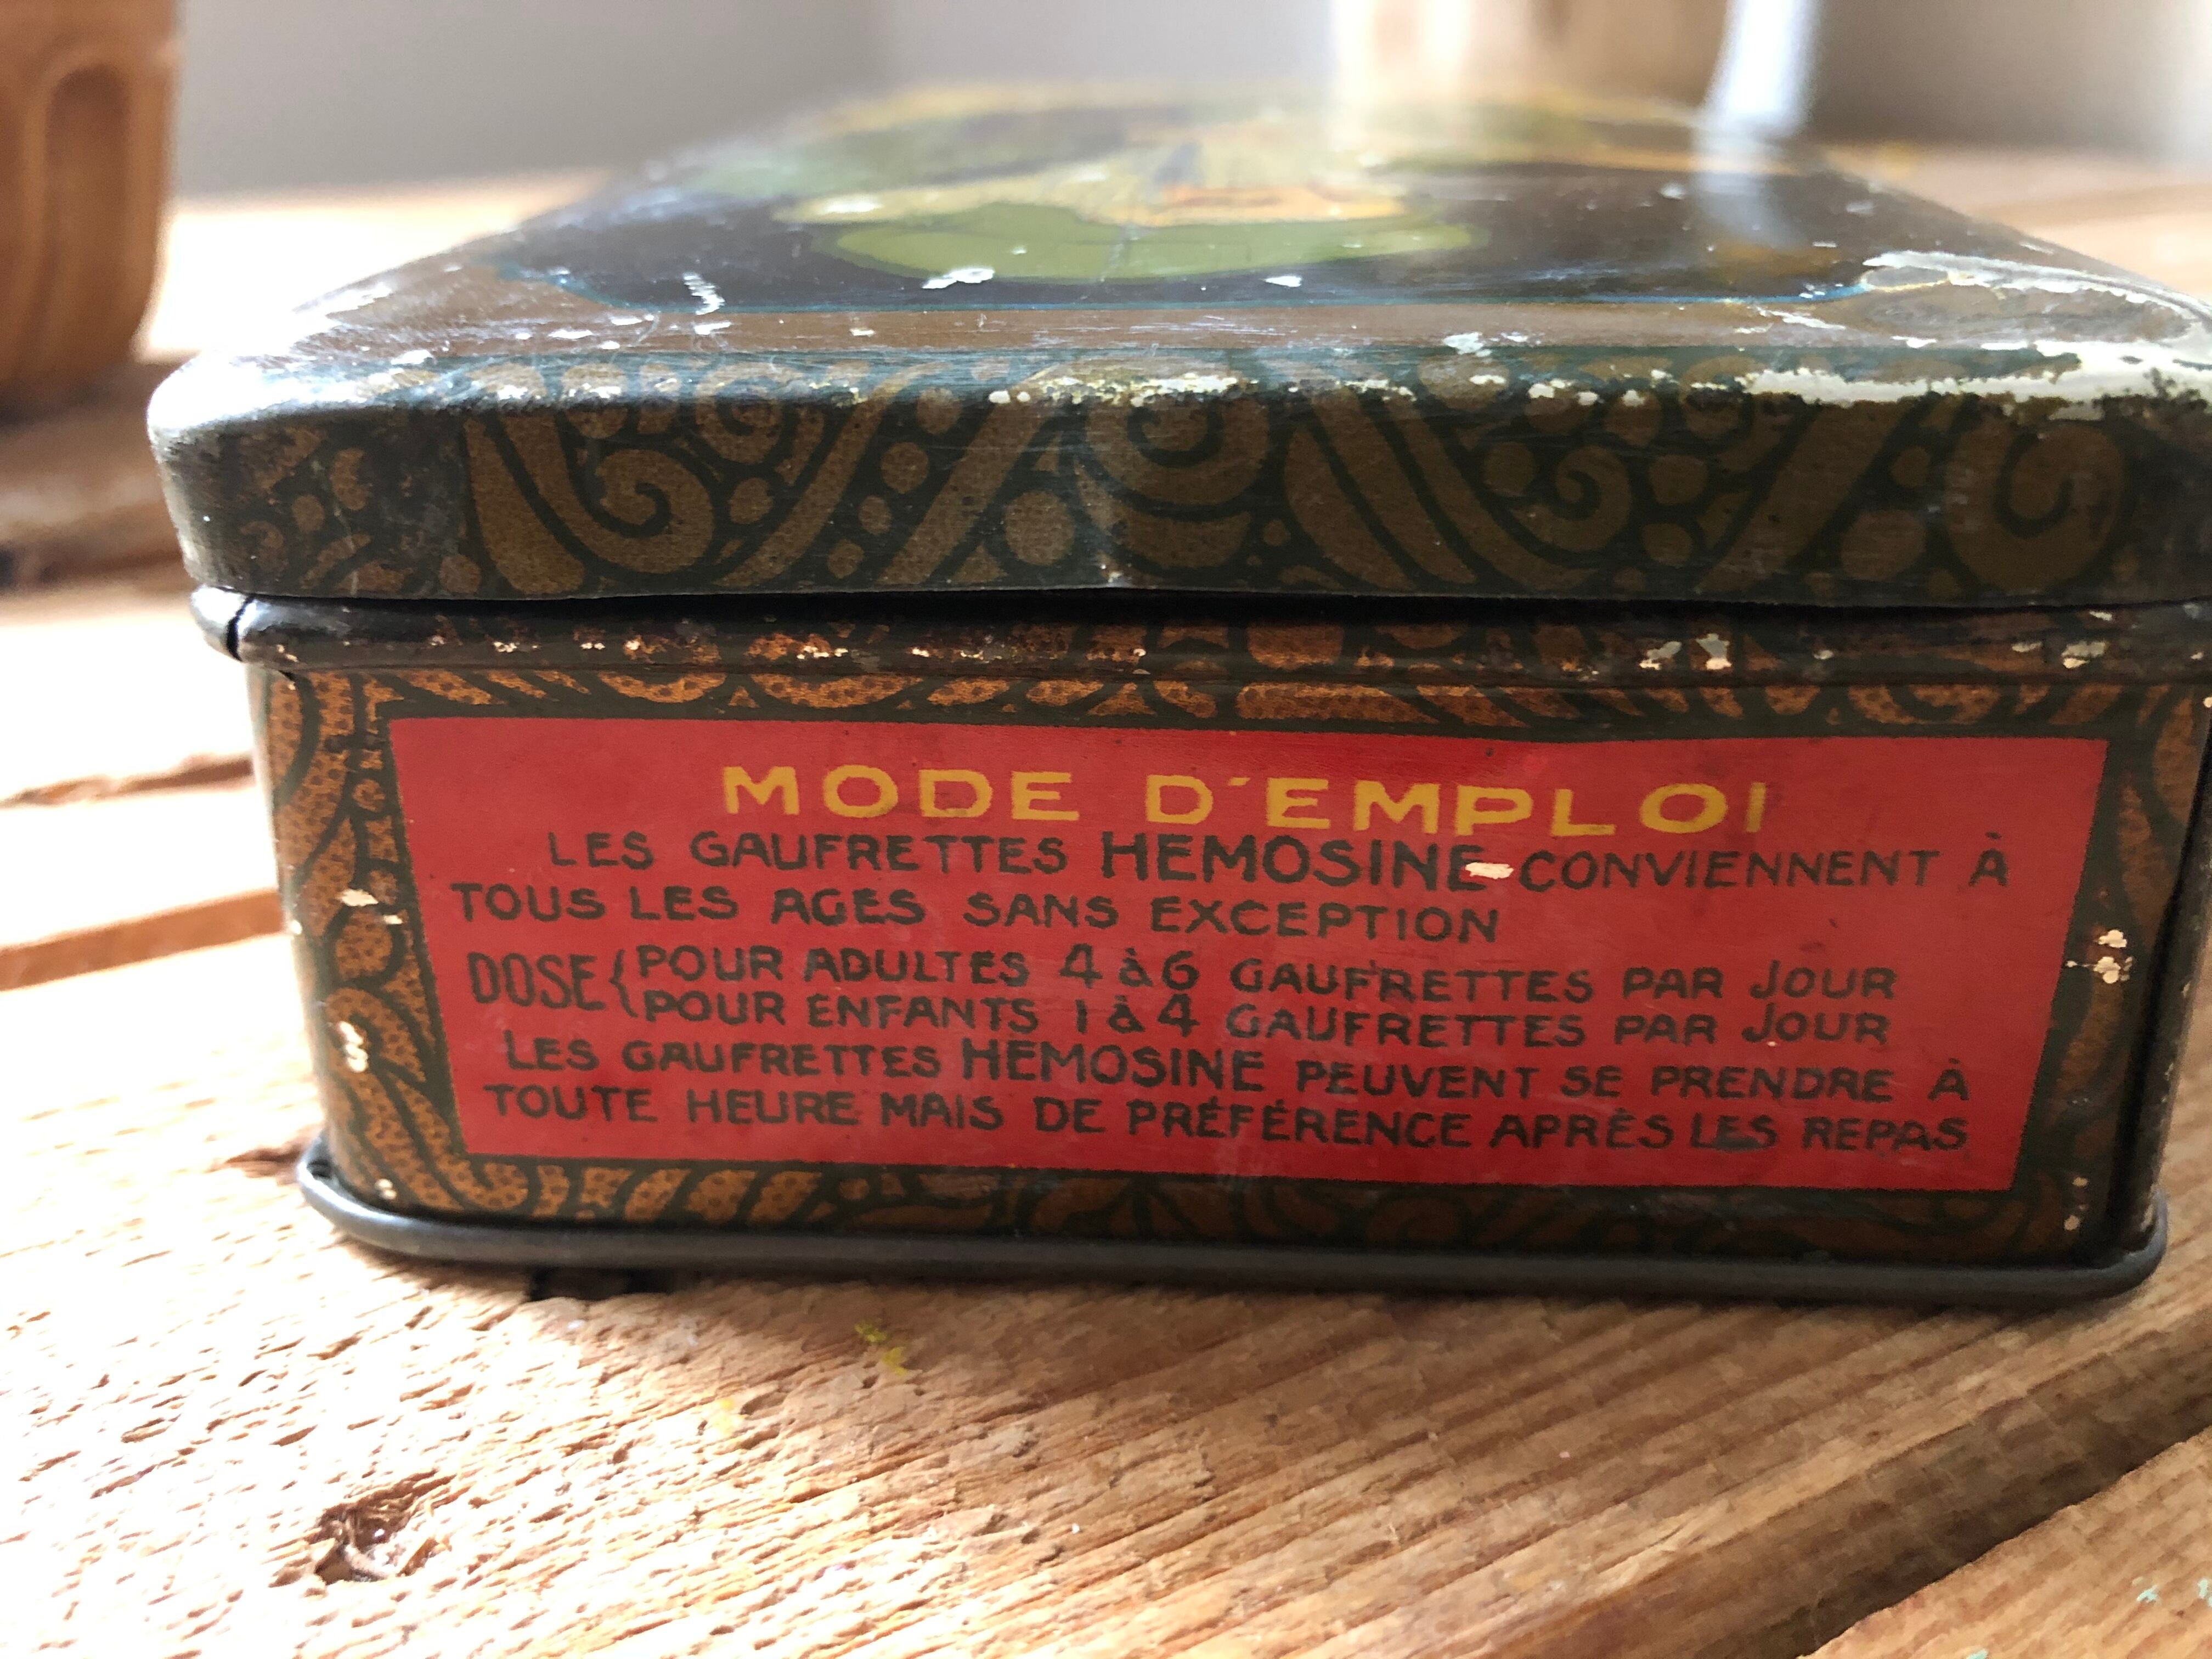 MODE D'EMPLOI
LES GAUFRETTES HEMOSINE CONVIENNENT À
TOUS LES AGES SANS EXCEPTION
DOSE { POUR ADULTES 4 à 6 GAUFRETTES PAR JOUR
POUR ENFANTS 1 à 4 GAUFRETTES PAR JOUR
LES GAUFRETTES HEMOSINE PEUVENT SE PRENDRE À
TOUTE HEURE MAIS DE PRÉFÉRENCE APRÈS LES REPAS